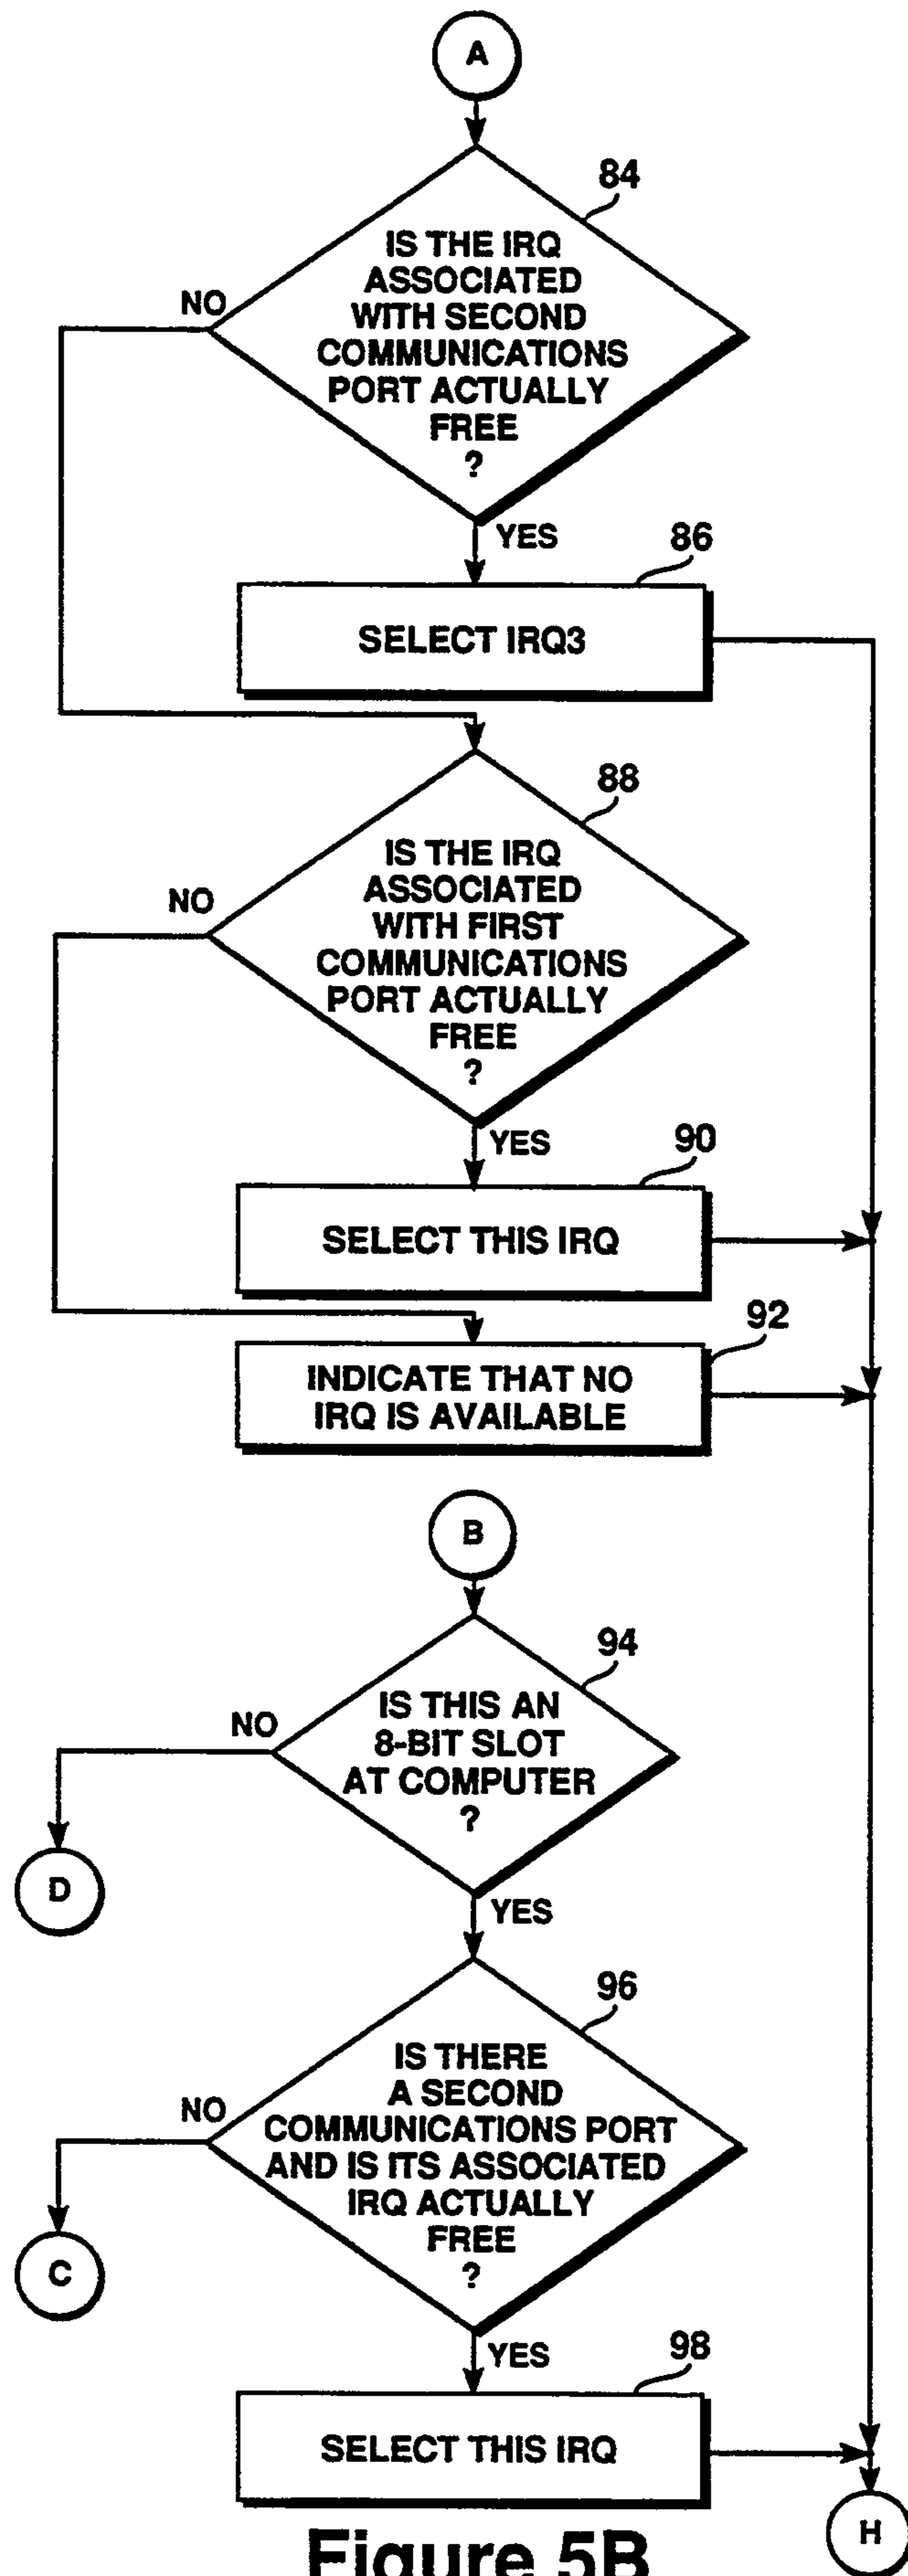 A
84
IS THE IRQ
ASSOCIATED
WITH SECOND
COMMUNICATIONS
PORT ACTUALLY
FREE
?
NO
YES
86
SELECT IRQ3
88
IS THE IRQ
ASSOCIATED
WITH FIRST
COMMUNICATIONS
PORT ACTUALLY
FREE
?
NO
YES
90
SELECT THIS IRQ
92
INDICATE THAT NO
IRQ IS AVAILABLE
B
94
IS THIS AN
8-BIT SLOT
AT COMPUTER
?
NO
D
YES
96
IS THERE
A SECOND
COMMUNICATIONS PORT
AND IS ITS ASSOCIATED
IRQ ACTUALLY
FREE
?
NO
C
YES
98
SELECT THIS IRQ
H
Figure 5B